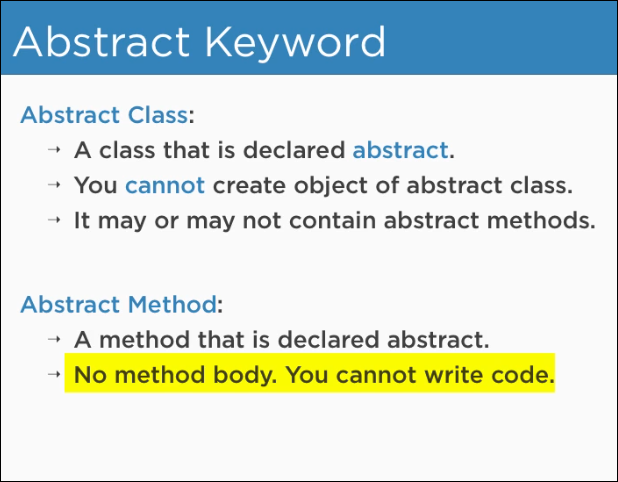 Abstract Keyword
Abstract Class:
→ A class that is declared abstract.
→ You cannot create object of abstract class.
→ It may or may not contain abstract methods.
Abstract Method:
→ A method that is declared abstract.
→ No method body. You cannot write code.